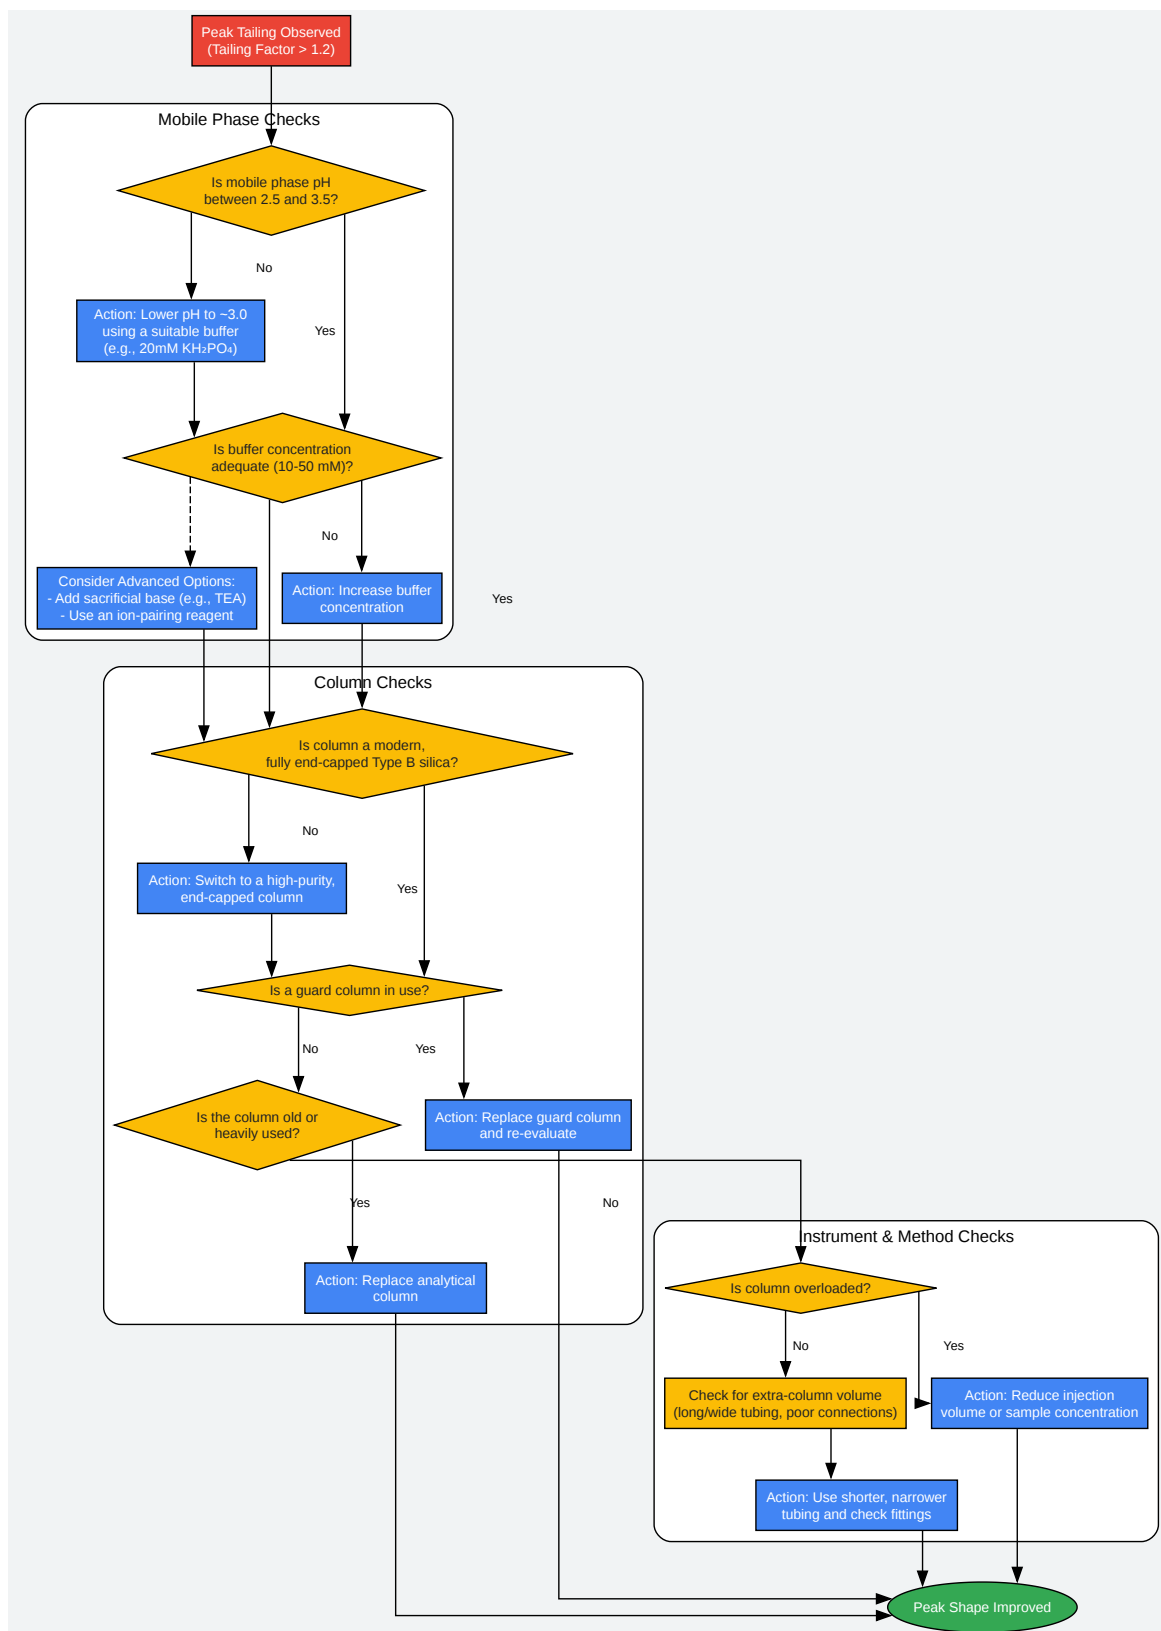 Peak Tailing Observed
(Tailing Factor > 1.2)
Mobile Phase Checks
Is mobile phase pH
between 2.5 and 3.5?
No
Action: Lower pH to ~3.0
using a suitable buffer
(e.g., 20mM KH₂PO₄)
Yes
Is buffer concentration
adequate (10-50 mM)?
No
Consider Advanced Options:
- Add sacrificial base (e.g., TEA)
- Use an ion-pairing reagent
Action: Increase buffer
concentration
Yes
Column Checks
Is column a modern,
fully end-capped Type B silica?
No
Action: Switch to a high-purity,
end-capped column
Yes
Is a guard column in use?
No
Yes
Is the column old or
heavily used?
Action: Replace guard column
and re-evaluate
Yes
No
Instrument & Method Checks
Action: Replace analytical
column
Is column overloaded?
No
Yes
Check for extra-column volume
(long/wide tubing, poor connections)
Action: Reduce injection
volume or sample concentration
Action: Use shorter, narrower
tubing and check fittings
Peak Shape Improved